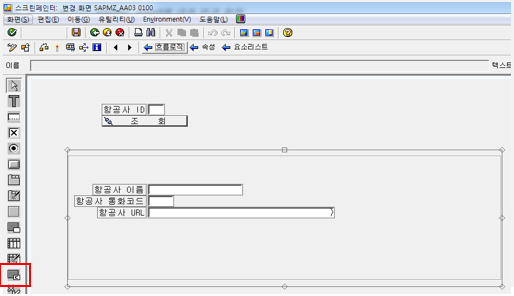 스크린페인터: 변경 화면 SAPMZ_AA03 0100
화면(S) 편집(E) 이동(G) 유틸리티(U) Environment(V) 도움말(L)
흐름로직 속성 요소리스트
이름 텍스트
항공사 ID
조 회
항공사 이름
항공사 통화코드
항공사 URL